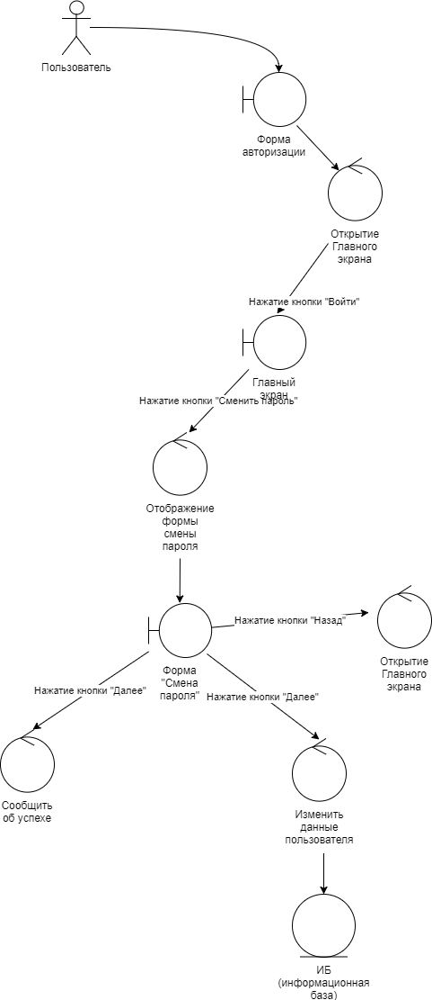 Пользователь
Форма
авторизации
Открытие
Главного
экрана
Нажатие кнопки "Войти"
Главный
экран
Нажатие кнопки "Сменить пароль"
Отображение
формы
смены
пароля
Нажатие кнопки "Назад"
Открытие
Главного
экрана
Форма
"Смена
пароля"
Нажатие кнопки "Далее"
Нажатие кнопки "Далее"
Сообщить
об успехе
Изменить
данные
пользователя
ИБ
(информационная
база)